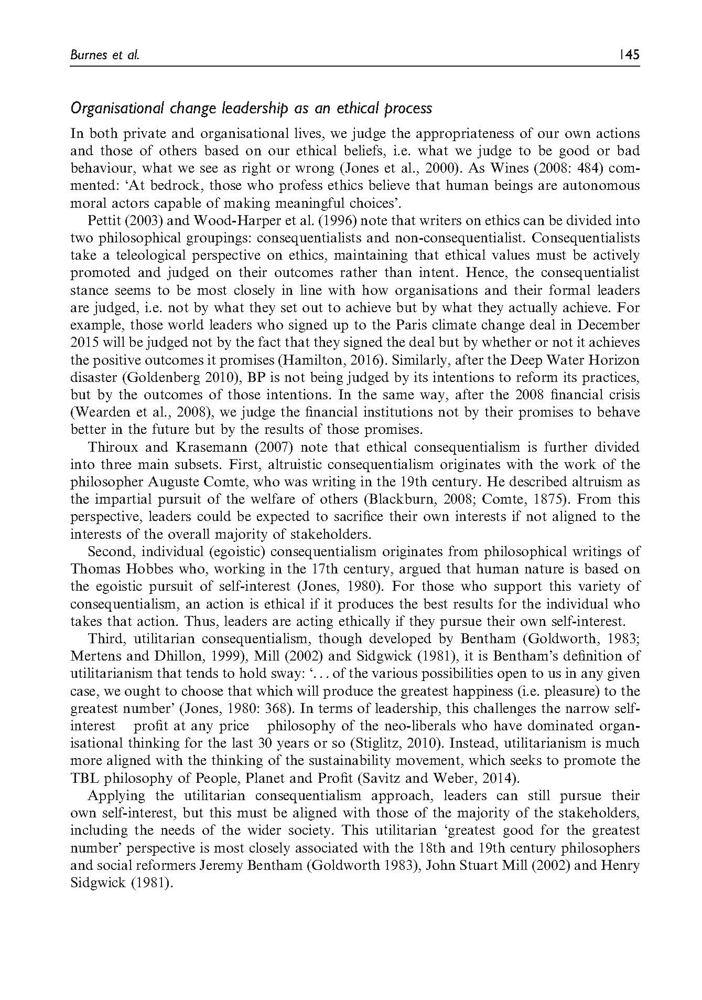 Burnes et al. 145
Organisational change leadership as an ethical process
In both private and organisational lives, we judge the appropriateness of our own actions
and those of others based on our ethical beliefs, i.e. what we judge to be good or bad
behaviour, what we see as right or wrong (Jones et al., 2000). As Wines (2008: 484) com-
mented: ‘At bedrock, those who profess ethics believe that human beings are autonomous
moral actors capable of making meaningful choices’.
Pettit (2003) and Wood-Harper et al. (1996) note that writers on ethics can be divided into
two philosophical groupings: consequentialists and non-consequentialist. Consequentialists
take a teleological perspective on ethics, maintaining that ethical values must be actively
promoted and judged on their outcomes rather than intent. Hence, the consequentialist
stance seems to be most closely in line with how organisations and their formal leaders
are judged, i.e. not by what they set out to achieve but by what they actually achieve. For
example, those world leaders who signed up to the Paris climate change deal in December
2015 will be judged not by the fact that they signed the deal but by whether or not it achieves
the positive outcomes it promises (Hamilton, 2016). Similarly, after the Deep Water Horizon
disaster (Goldenberg 2010), BP is not being judged by its intentions to reform its practices,
but by the outcomes of those intentions. In the same way, after the 2008 financial crisis
(Wearden et al., 2008), we judge the financial institutions not by their promises to behave
better in the future but by the results of those promises.
Thiroux and Krasemann (2007) note that ethical consequentialism is further divided
into three main subsets. First, altruistic consequentialism originates with the work of the
philosopher Auguste Comte, who was writing in the 19th century. He described altruism as
the impartial pursuit of the welfare of others (Blackburn, 2008; Comte, 1875). From this
perspective, leaders could be expected to sacrifice their own interests if not aligned to the
interests of the overall majority of stakeholders.
Second, individual (egoistic) consequentialism originates from philosophical writings of
Thomas Hobbes who, working in the 17th century, argued that human nature is based on
the egoistic pursuit of self-interest (Jones, 1980). For those who support this variety of
consequentialism, an action is ethical if it produces the best results for the individual who
takes that action. Thus, leaders are acting ethically if they pursue their own self-interest.
Third, utilitarian consequentialism, though developed by Bentham (Goldworth, 1983;
Mertens and Dhillon, 1999), Mill (2002) and Sidgwick (1981), it is Bentham’s definition of
utilitarianism that tends to hold sway: ‘... of the various possibilities open to us in any given
case, we ought to choose that which will produce the greatest happiness (i.e. pleasure) to the
greatest number’ (Jones, 1980: 368). In terms of leadership, this challenges the narrow self-
interest profit at any price philosophy of the neo-liberals who have dominated organ-
isational thinking for the last 30 years or so (Stiglitz, 2010). Instead, utilitarianism is much
more aligned with the thinking of the sustainability movement, which seeks to promote the
TBL philosophy of People, Planet and Profit (Savitz and Weber, 2014).
Applying the utilitarian consequentialism approach, leaders can still pursue their
own self-interest, but this must be aligned with those of the majority of the stakeholders,
including the needs of the wider society. This utilitarian ‘greatest good for the greatest
number’ perspective is most closely associated with the 18th and 19th century philosophers
and social reformers Jeremy Bentham (Goldworth 1983), John Stuart Mill (2002) and Henry
Sidgwick (1981).